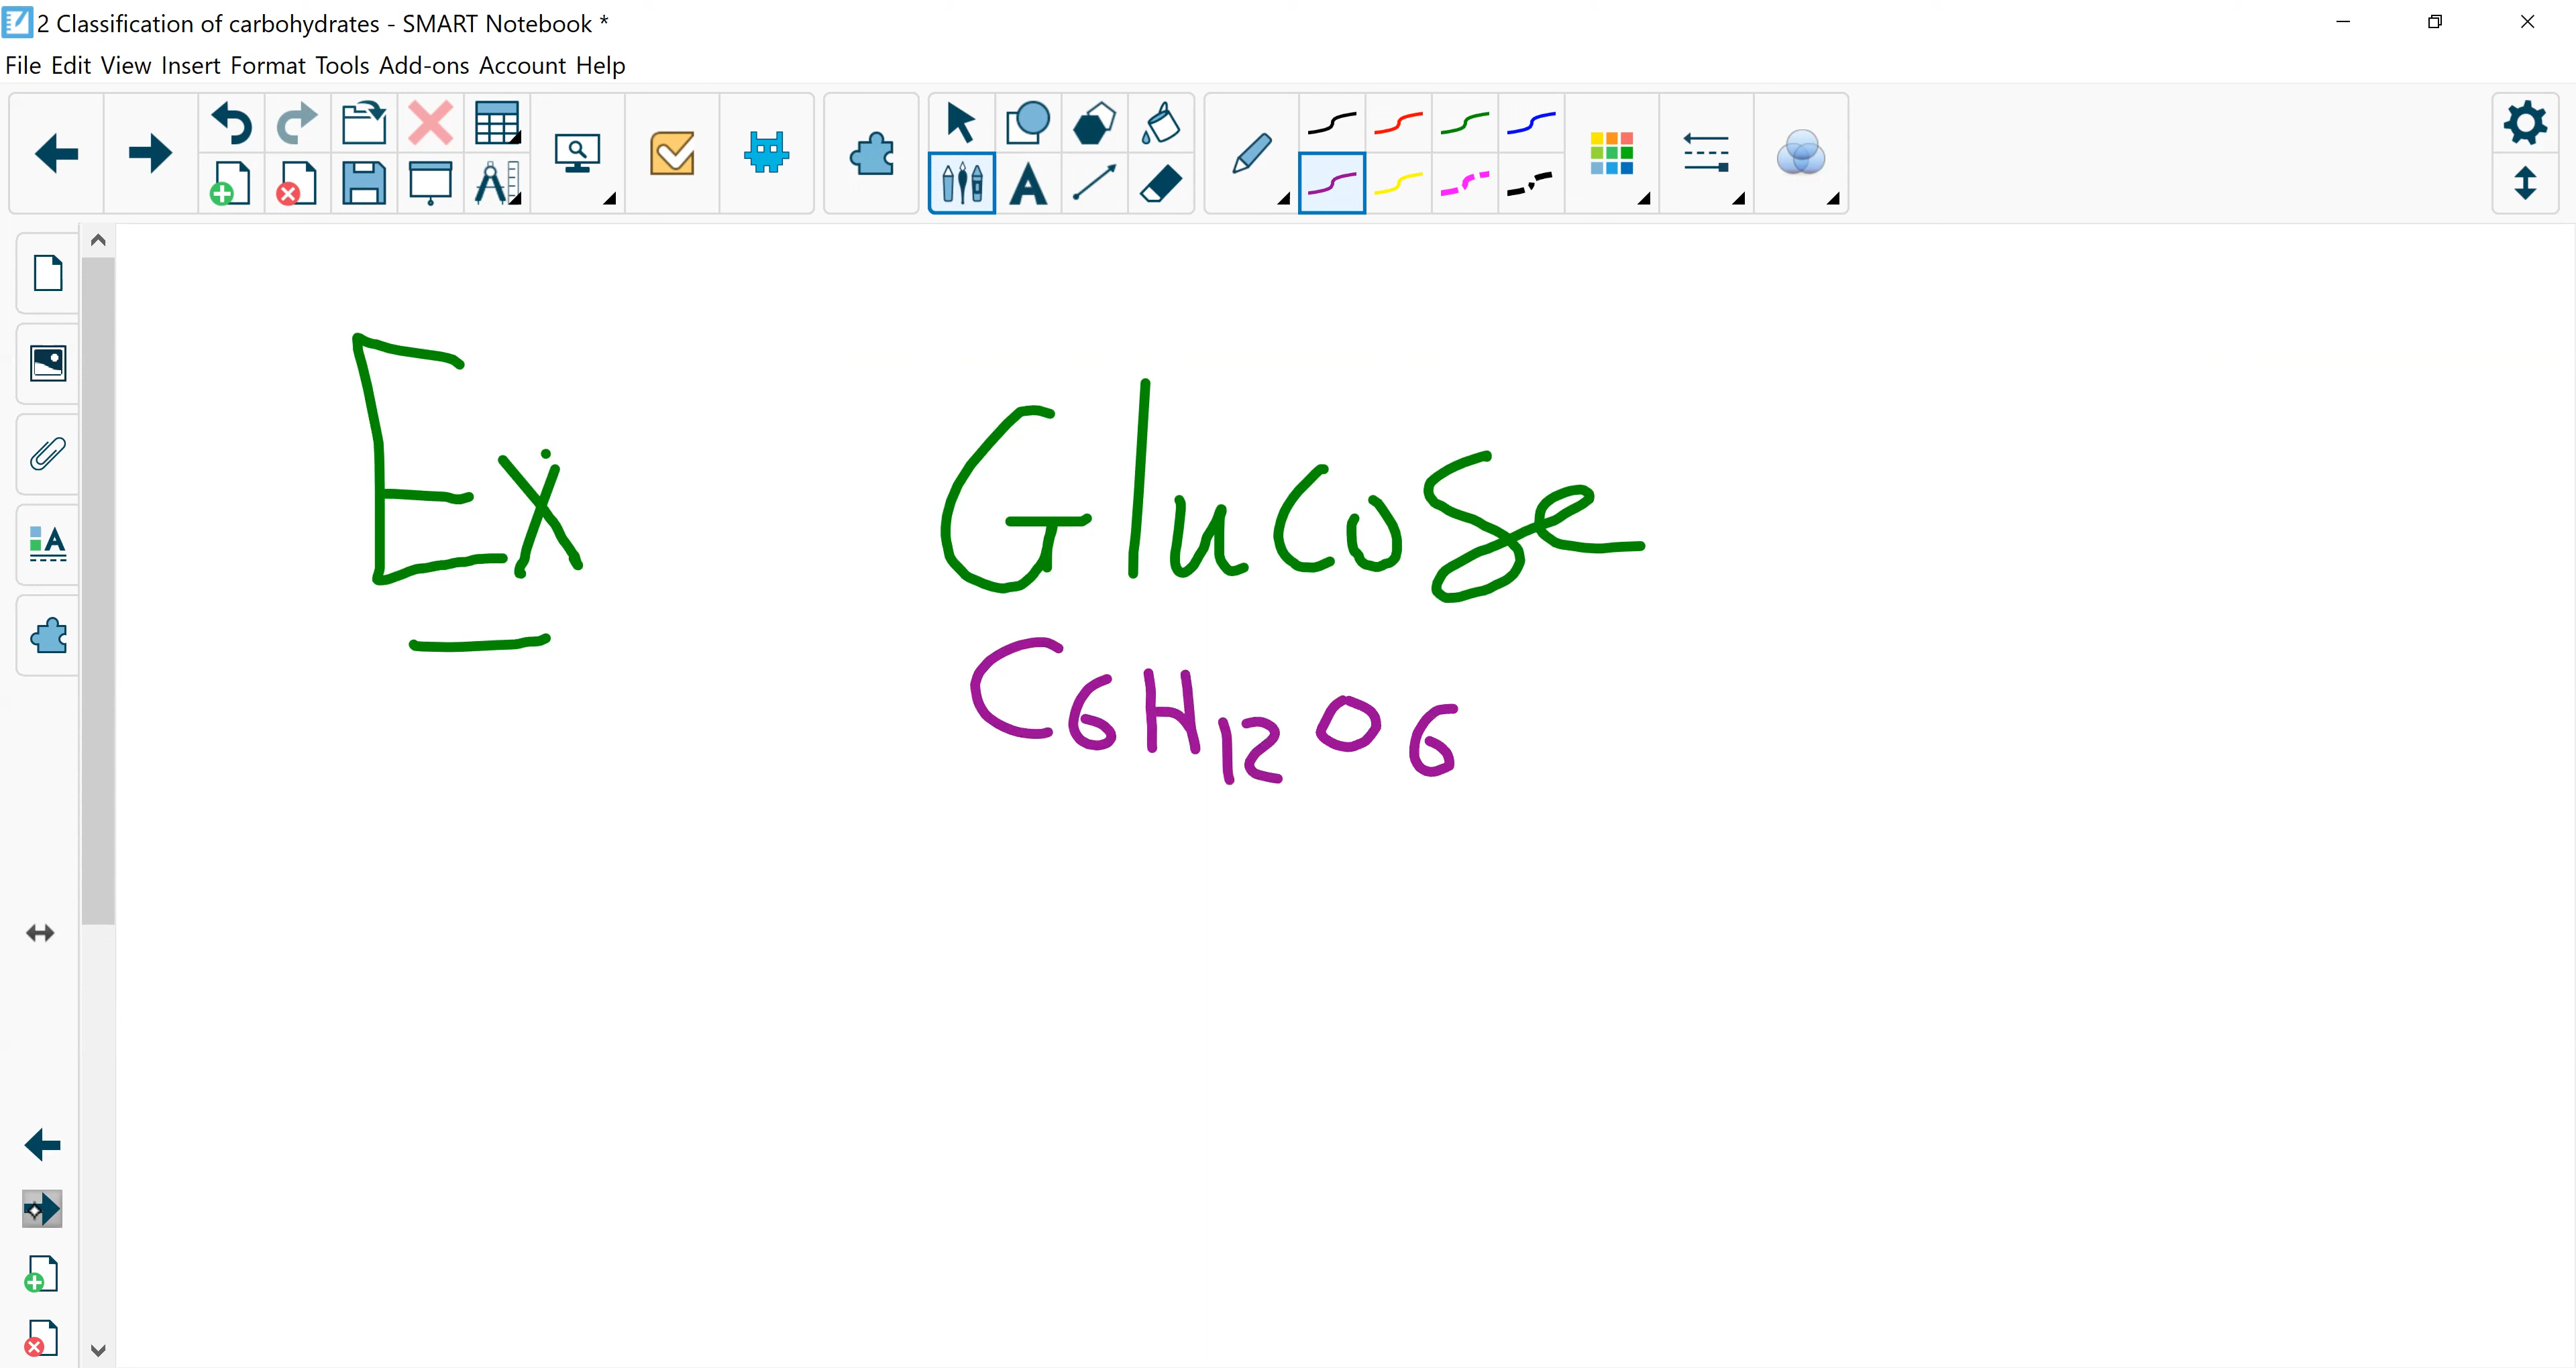 2 Classification of carbohydrates - SMART Notebook *
File Edit View Insert Format Tools Add-ons Account Help
Ex
Glucose
C6H12O6